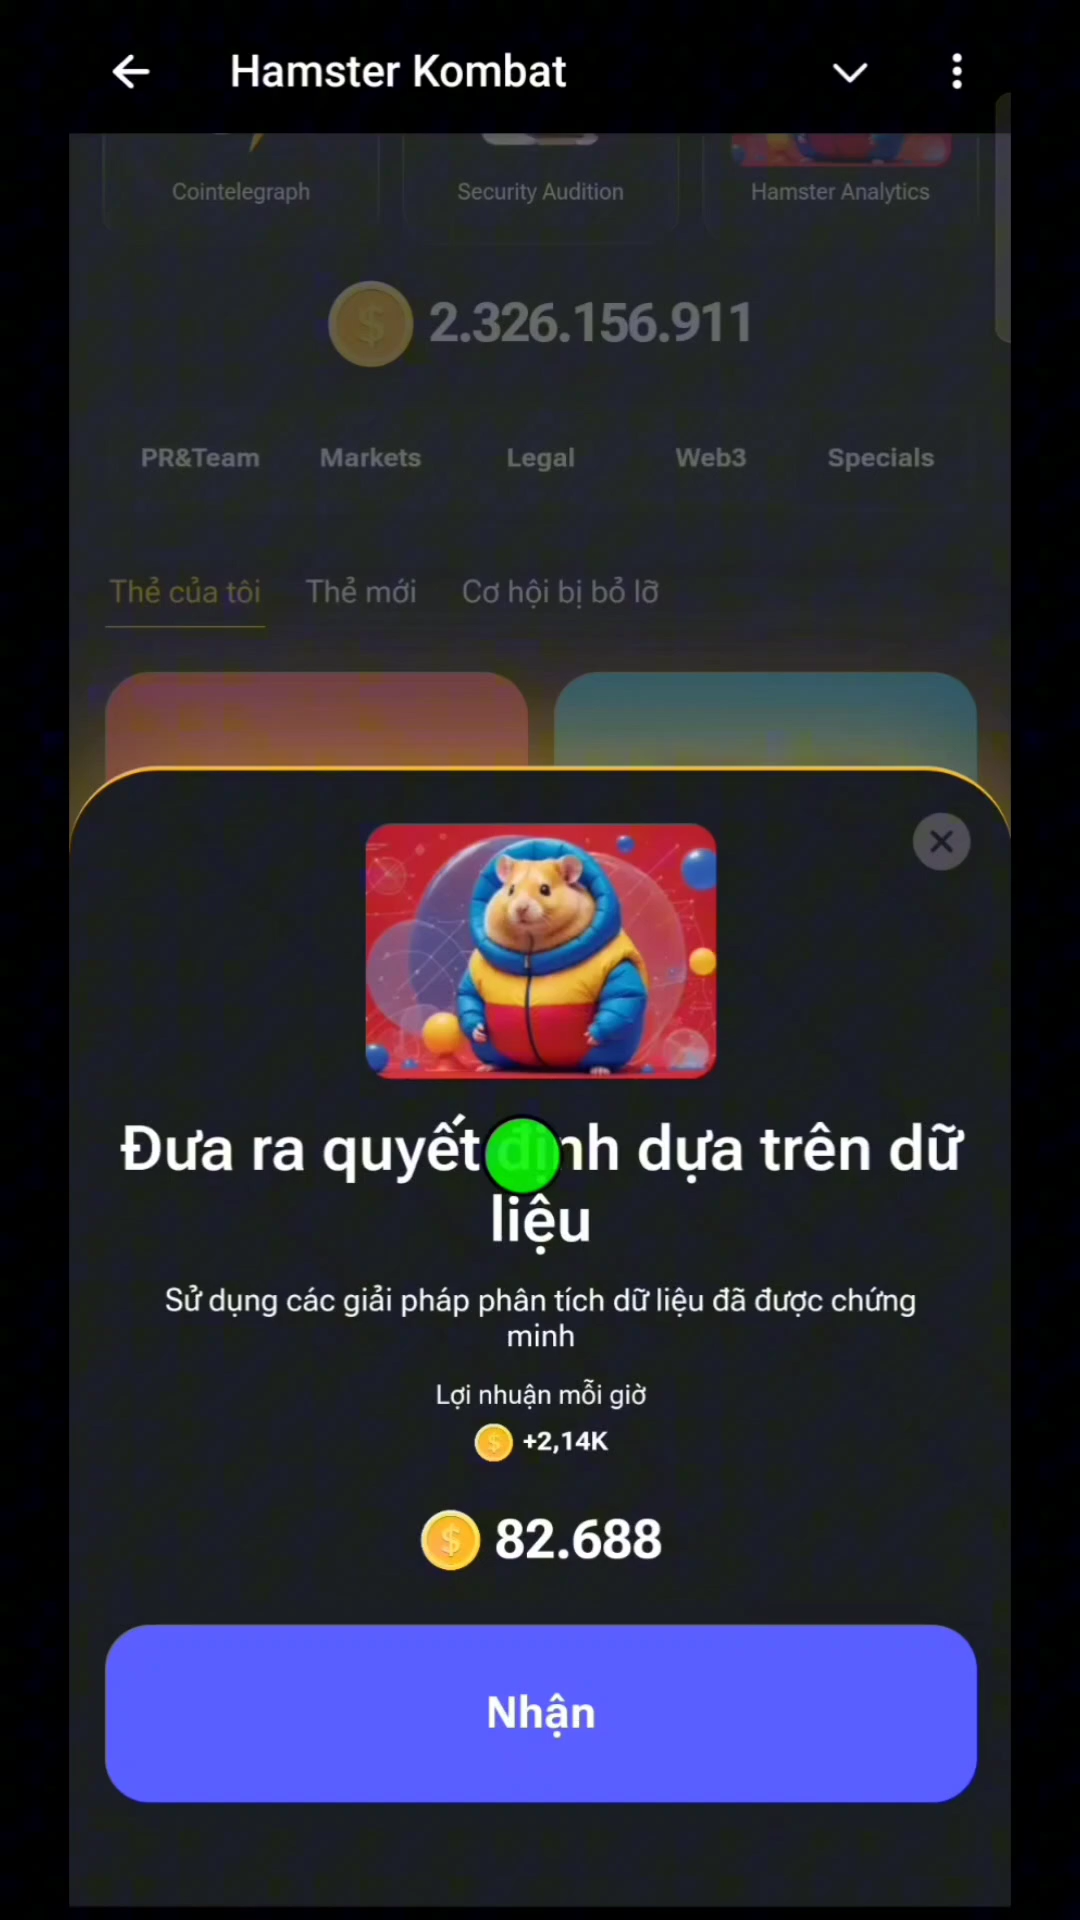 Hamster Kombat
Cointelegraph
Security Audition
Hamster Analytics
2.326.156.911
PR&Team
Markets
Legal
Web3
Specials
Thẻ của tôi
Thẻ mới
Cơ hội bị bỏ lỡ
Đưa ra quyết định dựa trên dữ
liệu
Sử dụng các giải pháp phân tích dữ liệu đã được chứng
minh
Lợi nhuận mỗi giờ
+2,14K
82.688
Nhận